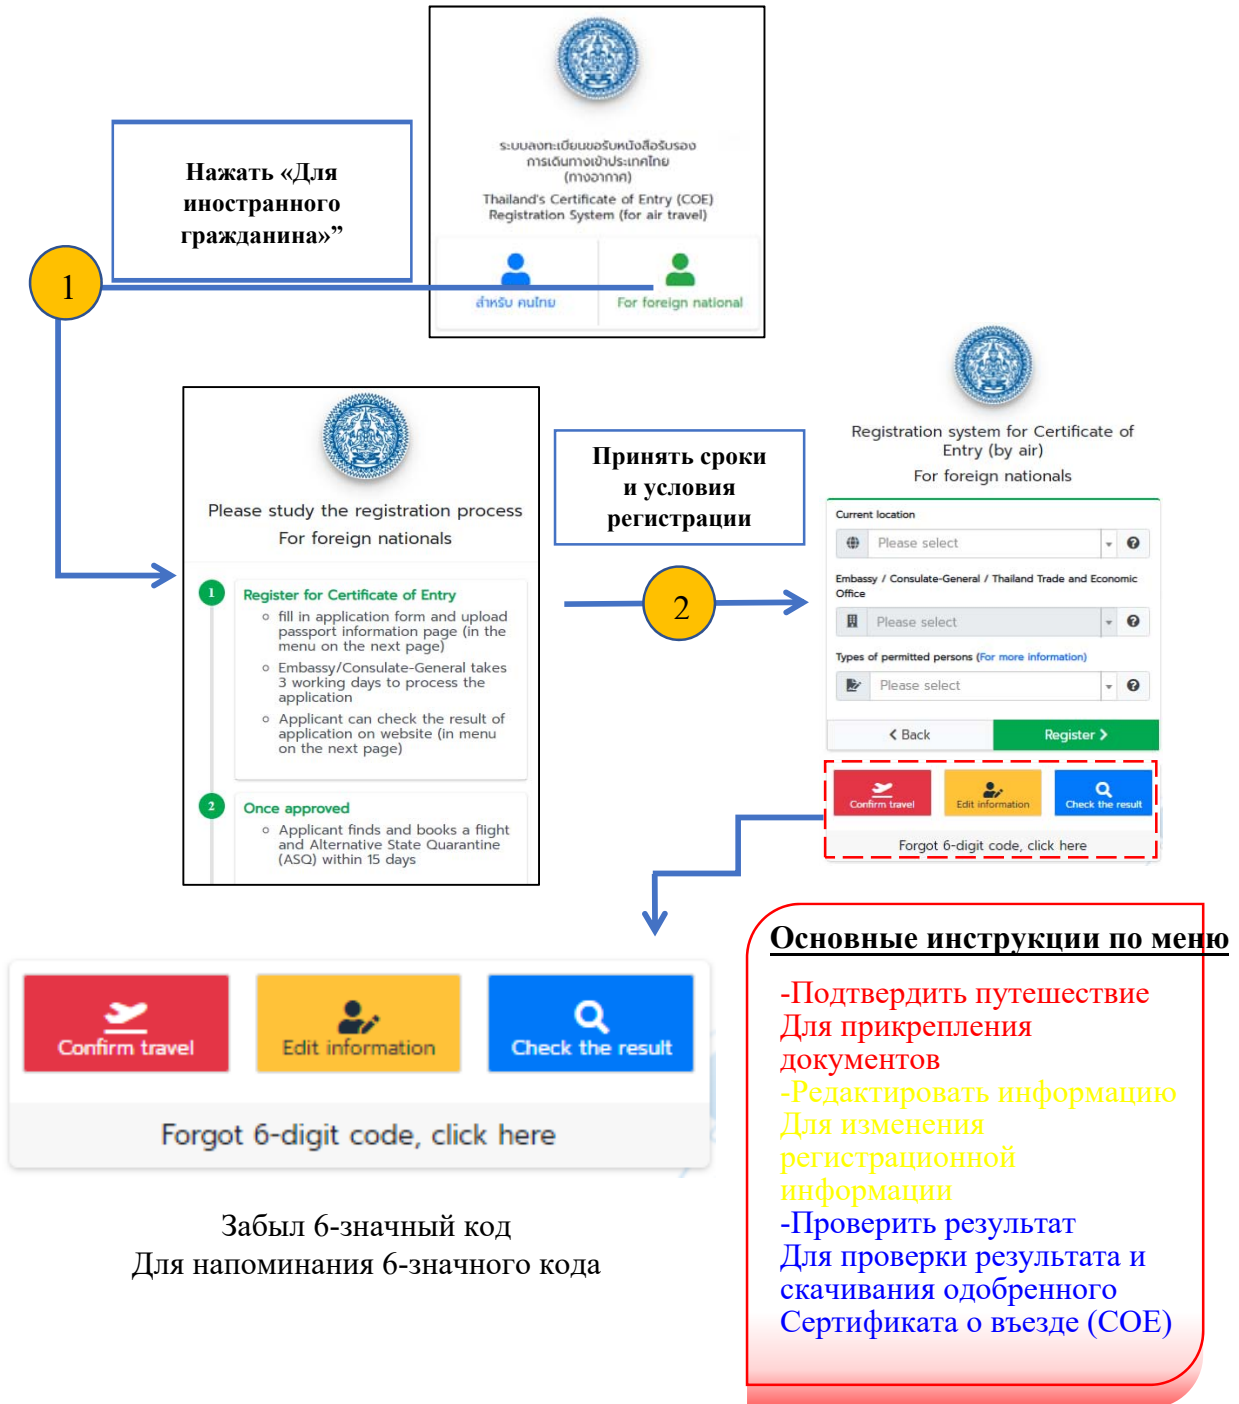 ระบบลงทะเบียนขอรับหนังสือรับรอง
การเดินทางเข้าประเทศไทย
(ทางอากาศ)
Thailand's Certificate of Entry (COE)
Registration System (for air travel)
สำหรับ คนไทย
For foreign national
Нажать «Для
иностранного
гражданина»”
1
Please study the registration process
For foreign nationals
1
Register for Certificate of Entry
fill in application form and upload
passport information page (in the
menu on the next page)
Embassy/Consulate-General takes
3 working days to process the
application
Applicant can check the result of
application on website (in menu
on the next page)
2
Once approved
Applicant finds and books a flight
and Alternative State Quarantine
(ASQ) within 15 days
Принять сроки
и условия
регистрации
2
Registration system for Certificate of
Entry (by air)
For foreign nationals
Current location
Please select
Embassy / Consulate-General / Thailand Trade and Economic
Office
Please select
Types of permitted persons (For more information)
Please select
Back
Register
Confirm travel
Edit information
Check the result
Forgot 6-digit code, click here
Confirm travel
Edit information
Check the result
Forgot 6-digit code, click here
Забыл 6-значный код
Для напоминания 6-значного кода
Основные инструкции по меню
-Подтвердить путешествие
Для прикрепления
документов
-Редактировать информацию
Для изменения
регистрационной
информации
-Проверить результат
Для проверки результата и
скачивания одобренного
Сертификата о въезде (COE)